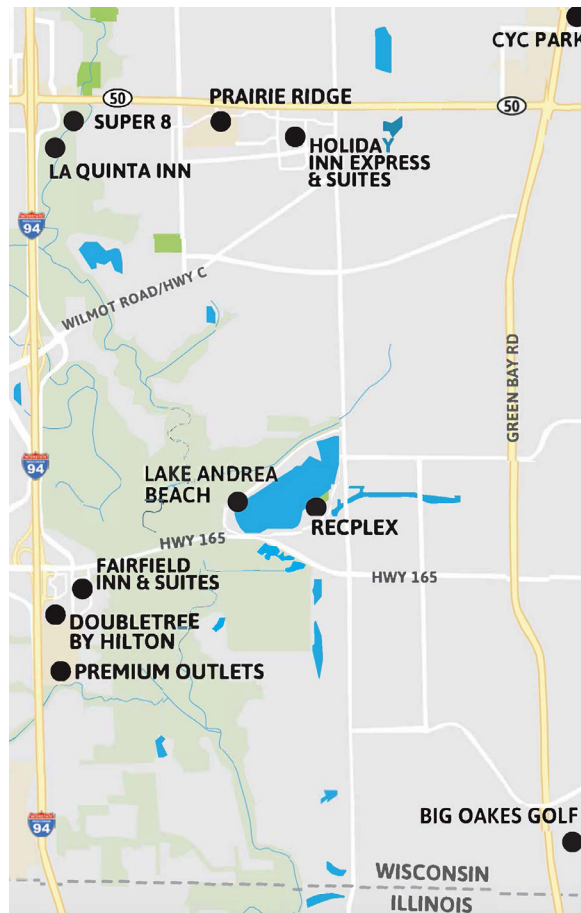 CYC PARK
50
PRAIRIE RIDGE
50
SUPER 8
HOLIDAY
INN EXPRESS
& SUITES
LA QUINTA INN
94
WILMOT ROAD/HWY C
GREEN BAY RD
94
LAKE ANDREA
BEACH
RECPLEX
HWY 165
FAIRFIELD
INN & SUITES
HWY 165
DOUBLETREE
BY HILTON
PREMIUM OUTLETS
94
BIG OAKES GOLF
WISCONSIN
ILLINOIS